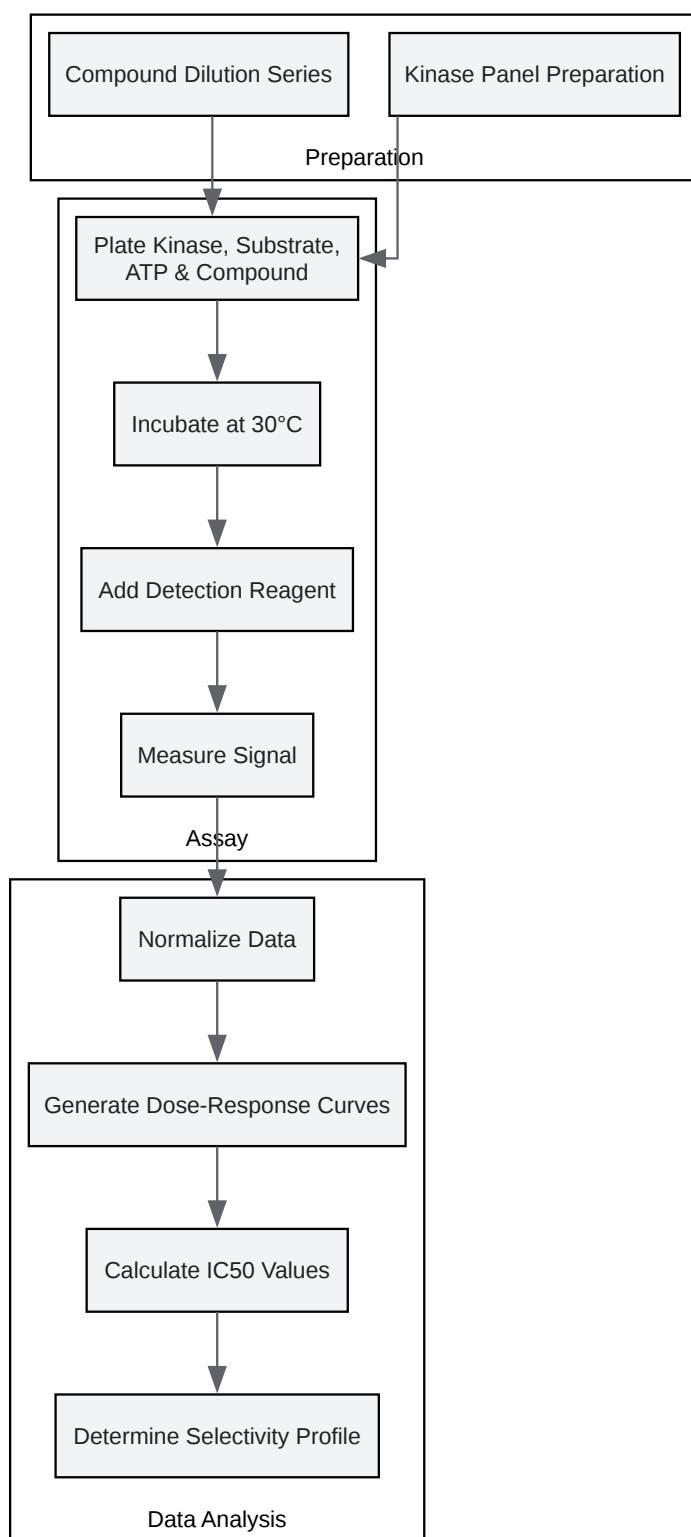 Compound Dilution Series
Kinase Panel Preparation
Preparation
Plate Kinase, Substrate,
ATP & Compound
Incubate at 30°C
Add Detection Reagent
Measure Signal
Assay
Normalize Data
Generate Dose-Response Curves
Calculate IC50 Values
Determine Selectivity Profile
Data Analysis